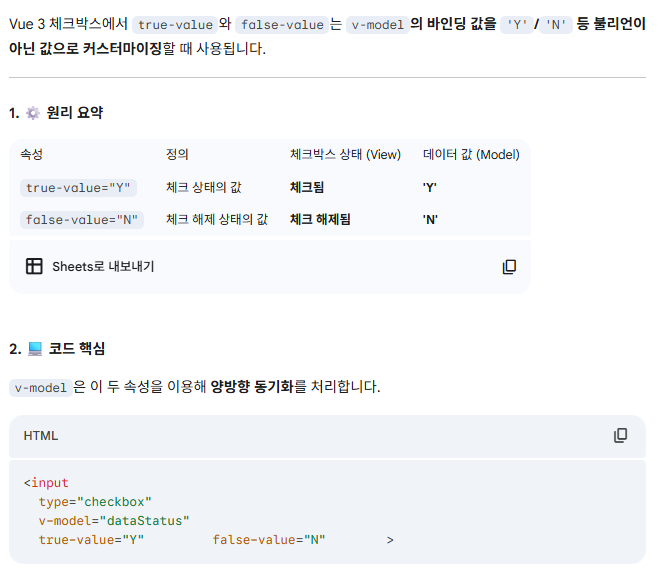 Vue 3 체크박스에서 true-value 와 false-value 는 v-model 의 바인딩 값을 'Y' / 'N' 등 불리언이
아닌 값으로 커스터마이징할 때 사용됩니다.
1. ⚙️ 원리 요약
속성 정의 체크박스 상태 (View) 데이터 값 (Model)
true-value="Y" 체크 상태의 값 체크됨 'Y'
false-value="N" 체크 해제 상태의 값 체크 해제됨 'N'
Sheets로 내보내기
2. 💻 코드 핵심
v-model 은 이 두 속성을 이용해 양방향 동기화를 처리합니다.
HTML
<input
type="checkbox"
v-model="dataStatus"
true-value="Y" false-value="N" >